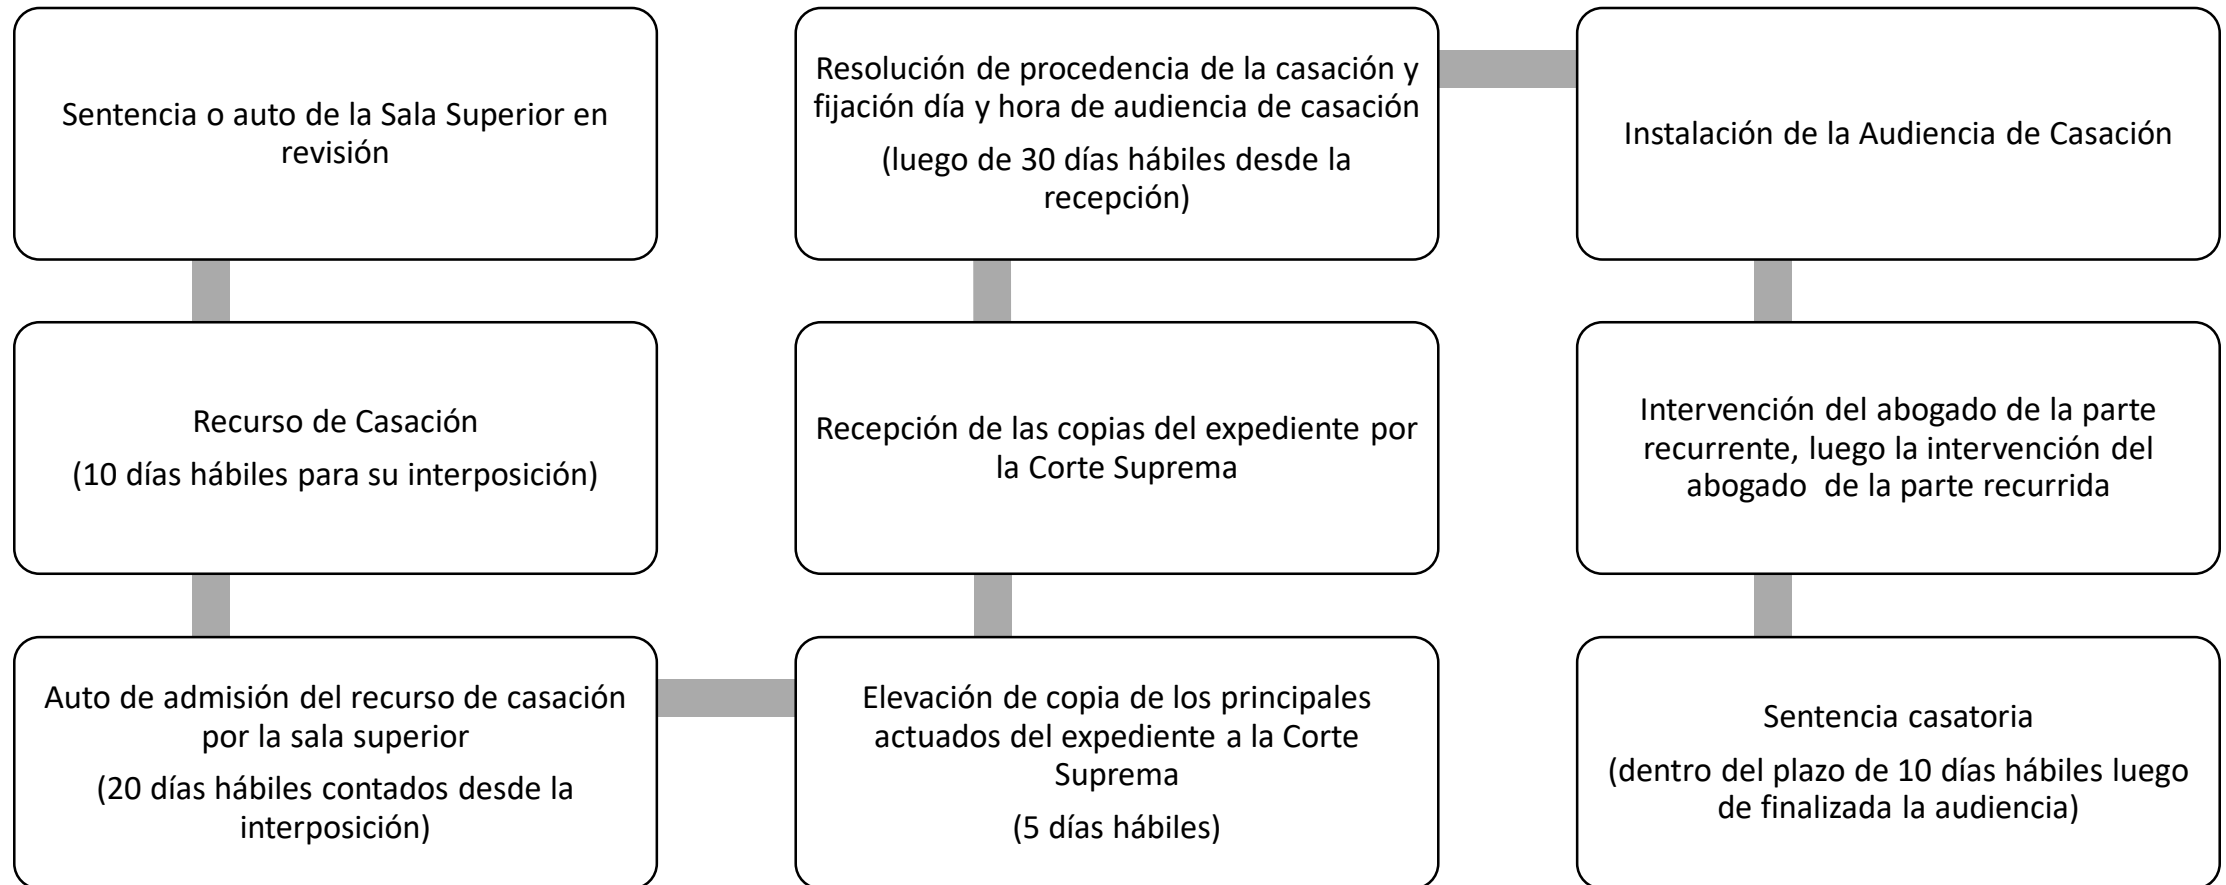 Sentencia o auto de la Sala Superior en
revisión
Recurso de Casación
(10 días hábiles para su interposición)
Auto de admisión del recurso de casación
por la sala superior
(20 días hábiles contados desde la
interposición)
Elevación de copia de los principales
actuados del expediente a la Corte
Suprema
(5 días hábiles)
Recepción de las copias del expediente por
la Corte Suprema
Resolución de procedencia de la casación y
fijación día y hora de audiencia de casación
(luego de 30 días hábiles desde la
recepción)
Instalación de la Audiencia de Casación
Intervención del abogado de la parte
recurrente, luego la intervención del
abogado  de la parte recurrida
Sentencia casatoria
(dentro del plazo de 10 días hábiles luego
de finalizada la audiencia)